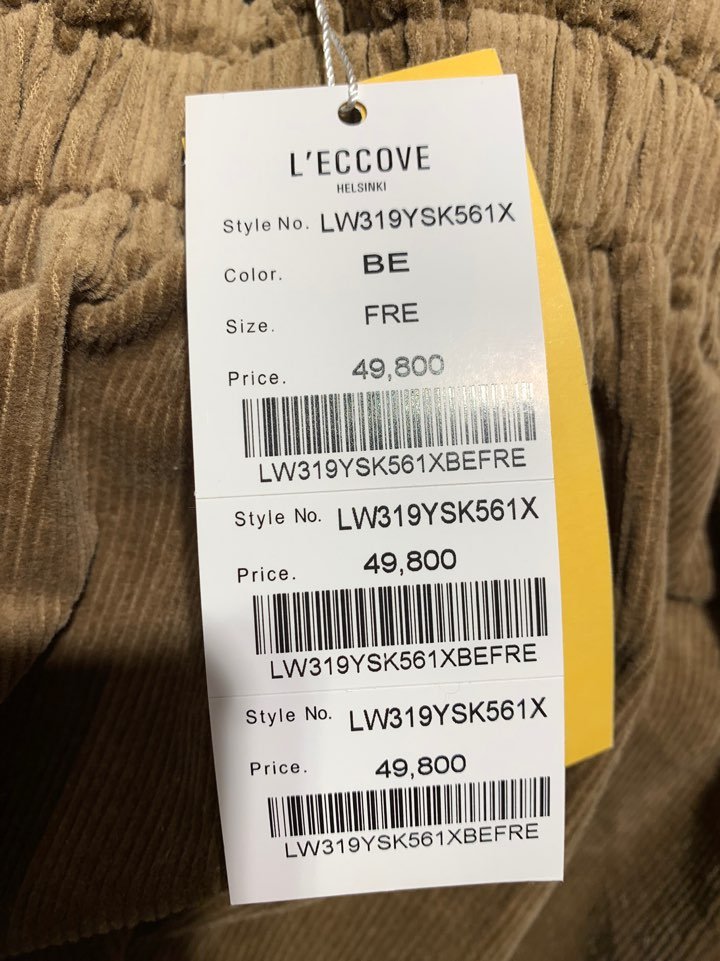 L'ECCOVE
HELSINKI
Style No. LW319YSK561X
Color. BE
Size. FRE
Price. 49,800
LW319YSK561XBEFRE
Style No. LW319YSK561X
Price. 49,800
LW319YSK561XBEFRE
Style No. LW319YSK561X
Price. 49,800
LW319YSK561XBEFRE